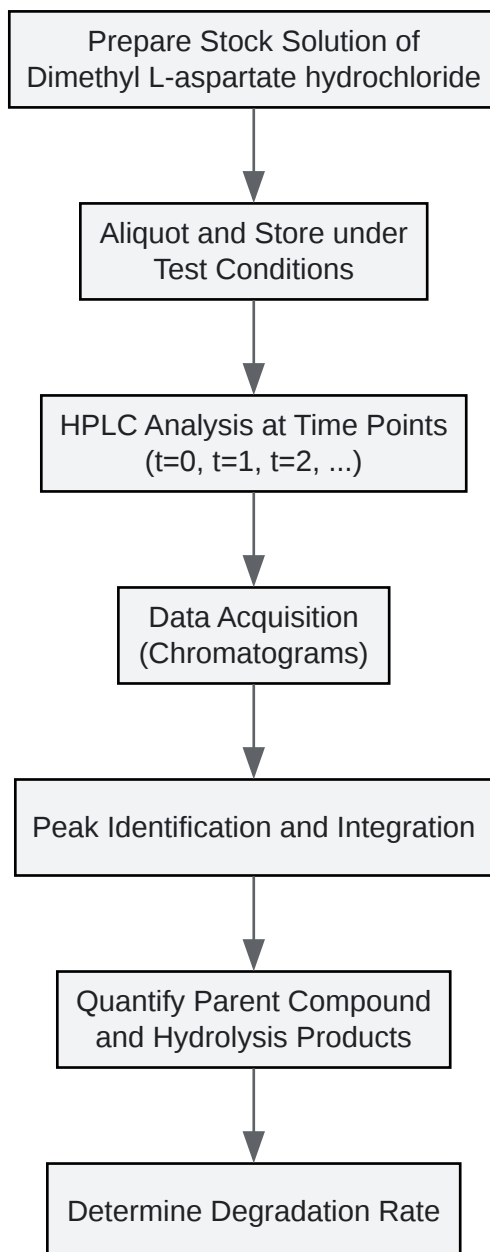 Prepare Stock Solution of
Dimethyl L-aspartate hydrochloride
Aliquot and Store under
Test Conditions
HPLC Analysis at Time Points
(t=0, t=1, t=2, ...)
Data Acquisition
(Chromatograms)
Peak Identification and Integration
Quantify Parent Compound
and Hydrolysis Products
Determine Degradation Rate